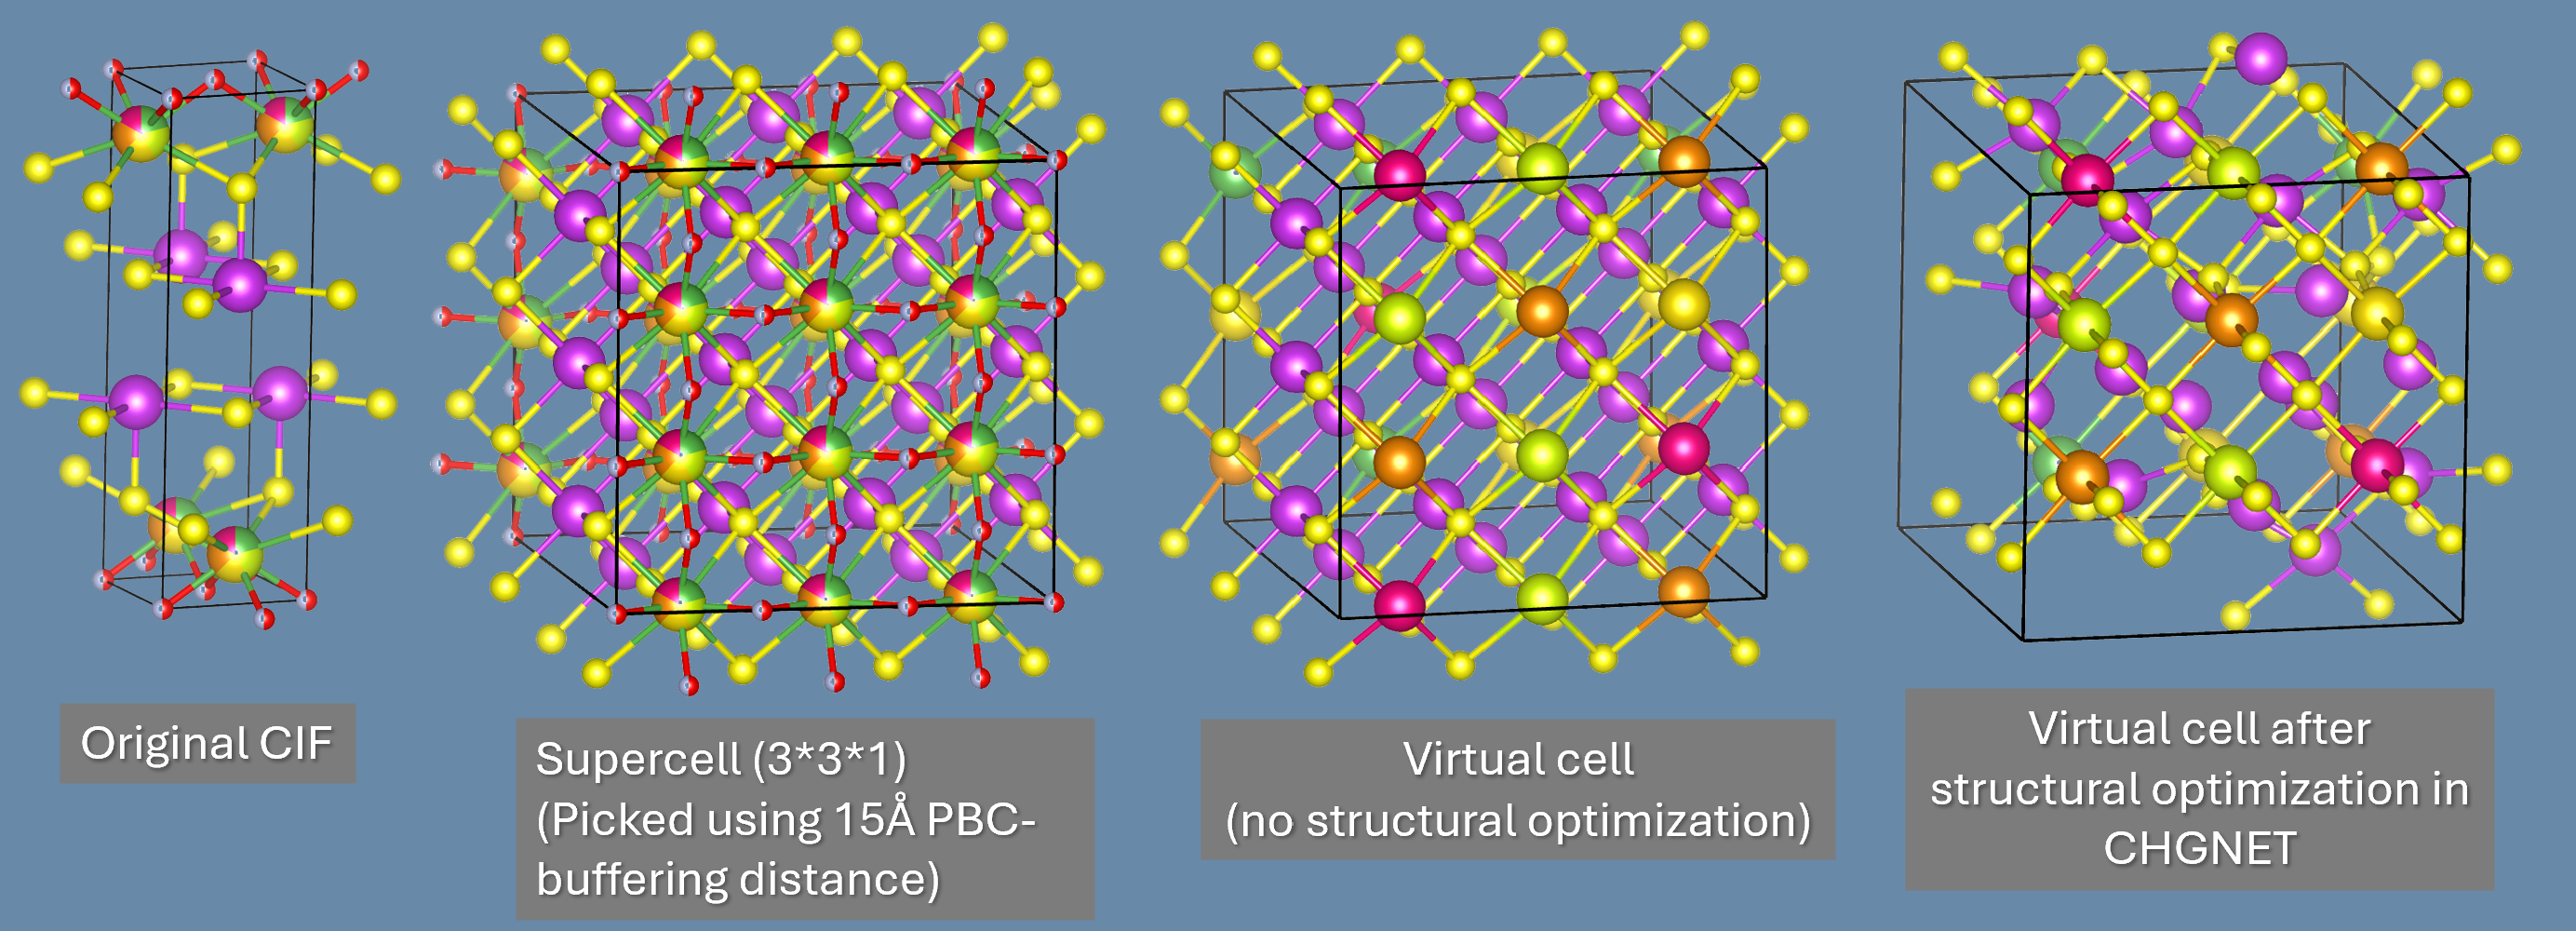 Original CIF
Supercell (3*3*1)
(Picked using 15Å PBC-
buffering distance)
Virtual cell
(no structural optimization)
Virtual cell after
structural optimization in
CHGNET